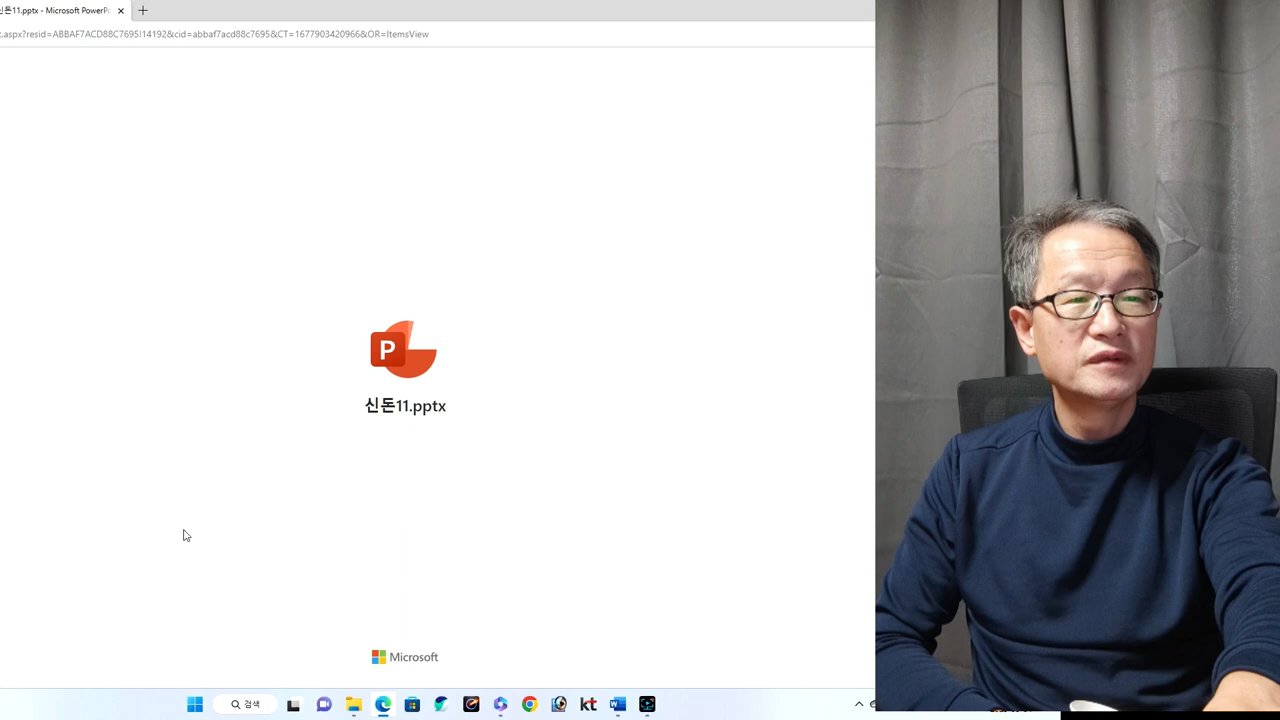 신돈11.pptx - Microsoft PowerP
t.aspx?resid=ABBAF7ACD88C7695!14192&cid=abbaf7acd88c7695&CT=1677903420966&OR=ItemsView
P
신돈11.pptx
Microsoft
검색
kt
W